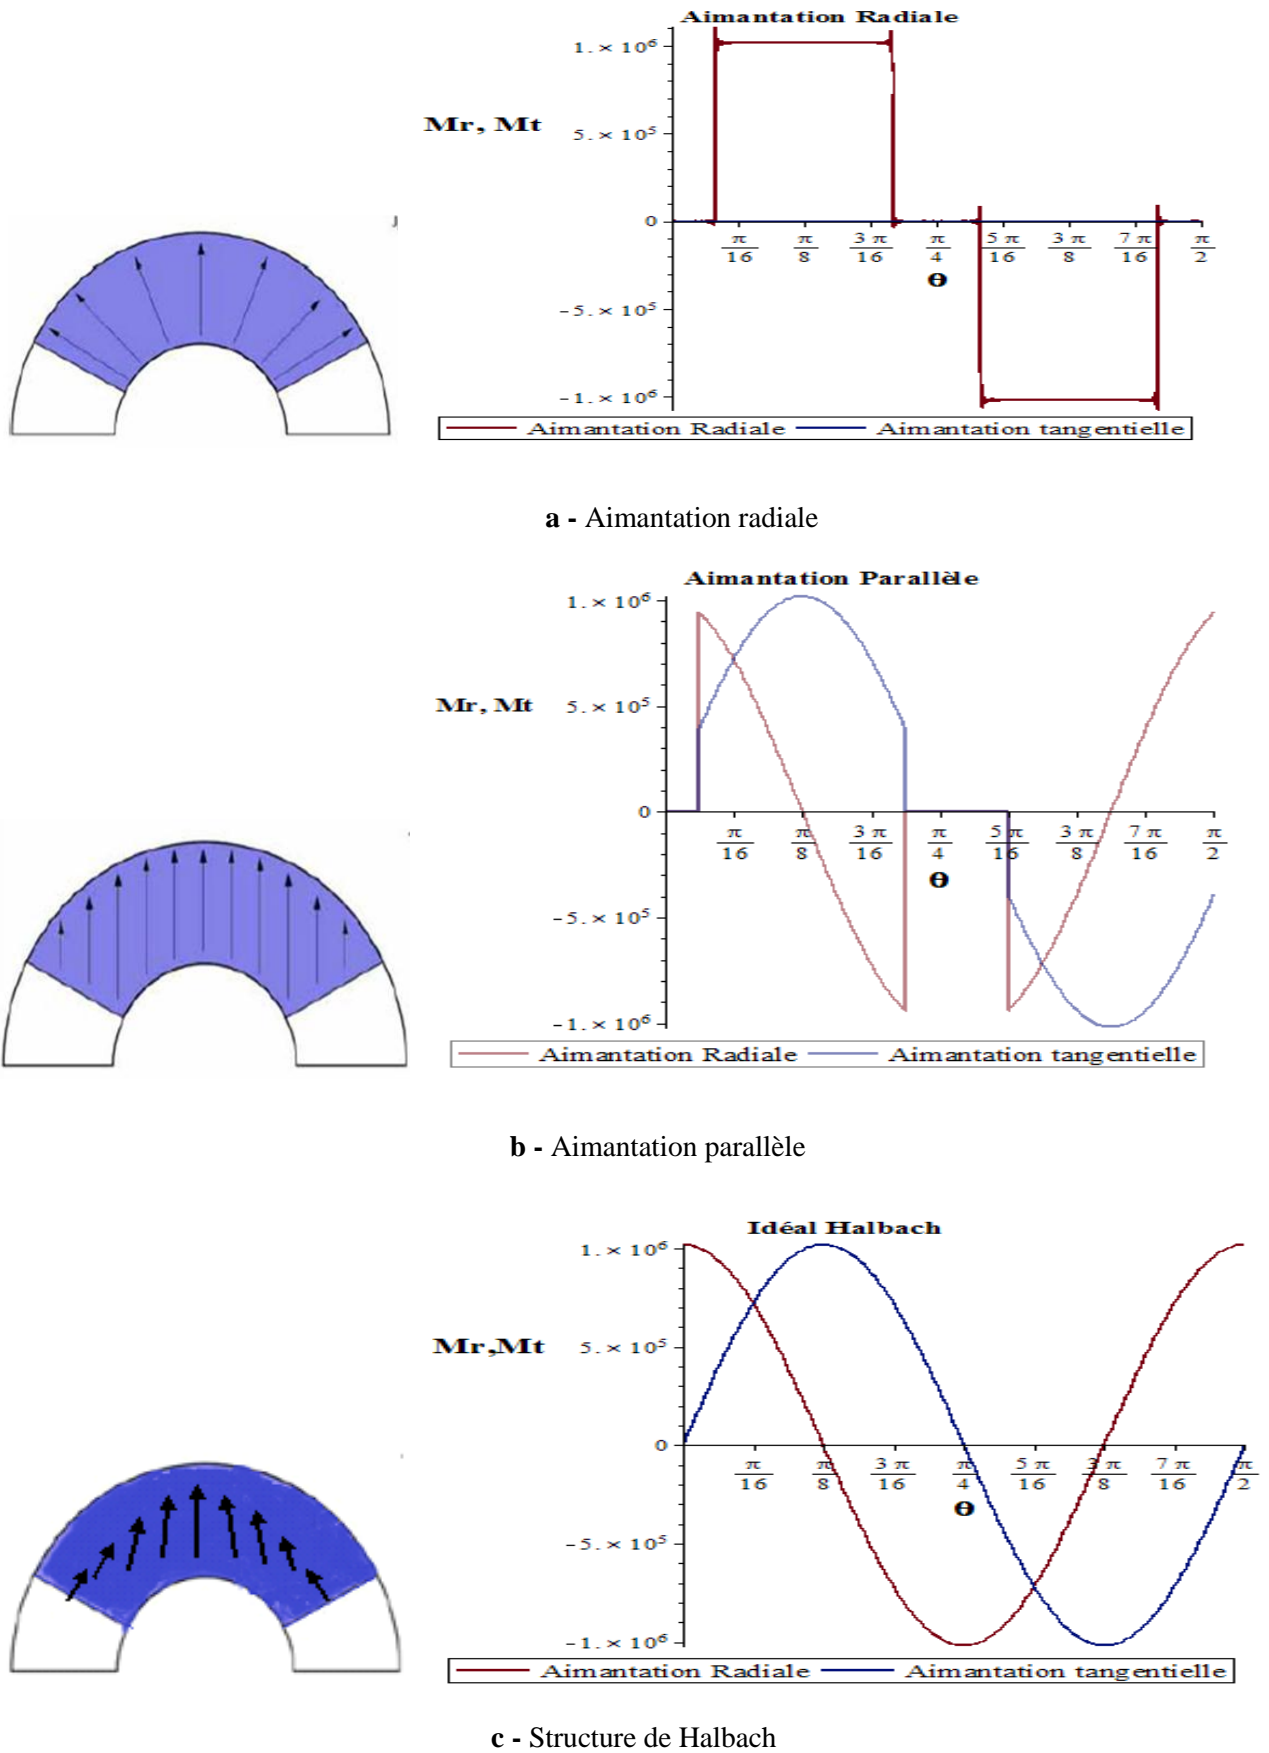 Aimantation Radiale
1. × 10⁶
Mr, Mt
5. × 10⁵
0
π/16 π/8 3π/16 π/4 5π/16 3π/8 7π/16 π/2
θ
−5. × 10⁵
−1. × 10⁶
Aimantation Radiale Aimantation tangentielle
a - Aimantation radiale
Aimantation Parallèle
1. × 10⁶
Mr, Mt
5. × 10⁵
0
π/16 π/8 3π/16 π/4 5π/16 3π/8 7π/16 π/2
θ
−5. × 10⁵
−1. × 10⁶
Aimantation Radiale Aimantation tangentielle
b - Aimantation parallèle
Idéal Halbach
1. × 10⁶
Mr,Mt
5. × 10⁵
0
π/16 π/8 3π/16 π/4 5π/16 3π/8 7π/16 π/2
θ
−5. × 10⁵
−1. × 10⁶
Aimantation Radiale Aimantation tangentielle
c - Structure de Halbach